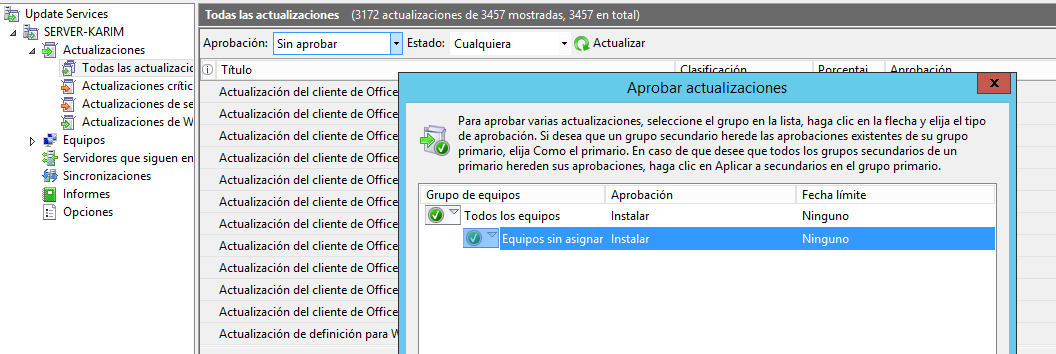 Update Services
SERVER-KARIM
Actualizaciones
Todas las actualizacio
Actualizaciones crític
Actualizaciones de se
Actualizaciones de W
Equipos
Servidores que siguen en
Sincronizaciones
Informes
Opciones
Todas las actualizaciones (3172 actualizaciones de 3457 mostradas, 3457 en total)
Aprobación: Sin aprobar Estado: Cualquiera Actualizar
Título Clasificación Porcentaj Aprobación
Actualización del cliente de Office
Actualización del cliente de Office
Actualización del cliente de Office
Actualización del cliente de Office
Actualización del cliente de Office
Actualización del cliente de Office
Actualización del cliente de Office
Actualización del cliente de Office
Actualización del cliente de Office
Actualización del cliente de Office
Actualización del cliente de Office
Actualización de definición para W
Aprobar actualizaciones
X
Para aprobar varias actualizaciones, seleccione el grupo en la lista, haga clic en la flecha y elija el tipo
de aprobación. Si desea que un grupo secundario herede las aprobaciones existentes de su grupo
primario, elija Como el primario. En caso de que desee que todos los grupos secundarios de un
primario hereden sus aprobaciones, haga clic en Aplicar a secundarios en el grupo primario.
Grupo de equipos Aprobación Fecha límite
Todos los equipos Instalar Ninguno
Equipos sin asignar Instalar Ninguno